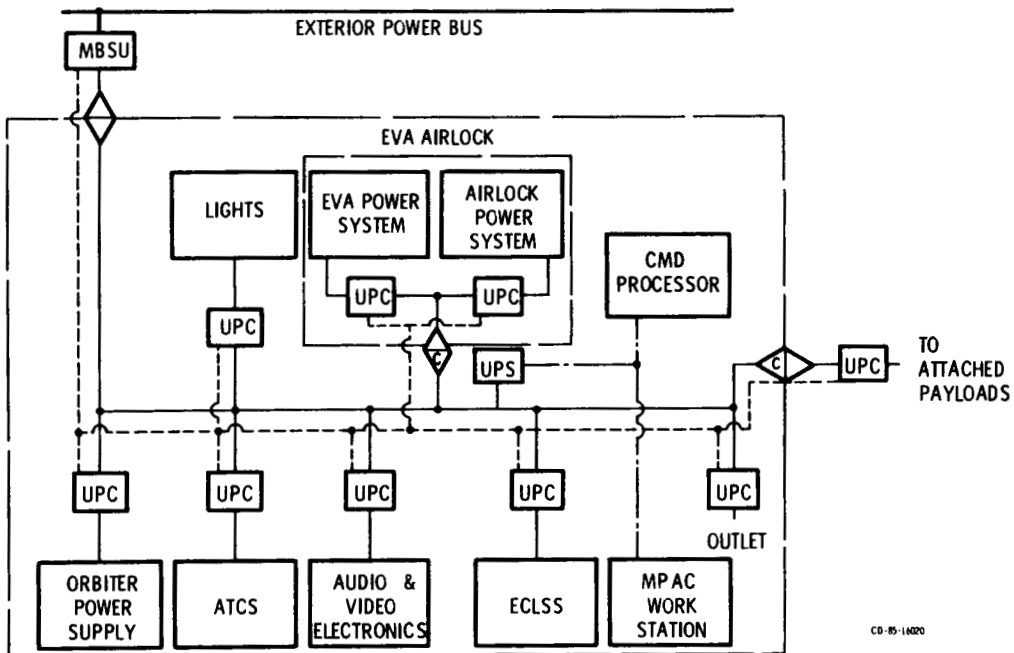 EXTERIOR POWER BUS
MBSU
EVA AIRLOCK
LIGHTS
EVA POWER
SYSTEM
AIRLOCK
POWER
SYSTEM
CMD
PROCESSOR
UPC
UPC
UPC
C
UPS
C
UPC
TO
ATTACHED
PAYLOADS
UPC
UPC
UPC
UPC
UPC
OUTLET
ORBITER
POWER
SUPPLY
ATCS
AUDIO &
VIDEO
ELECTRONICS
ECLSS
MPAC
WORK
STATION
CD-85-16020